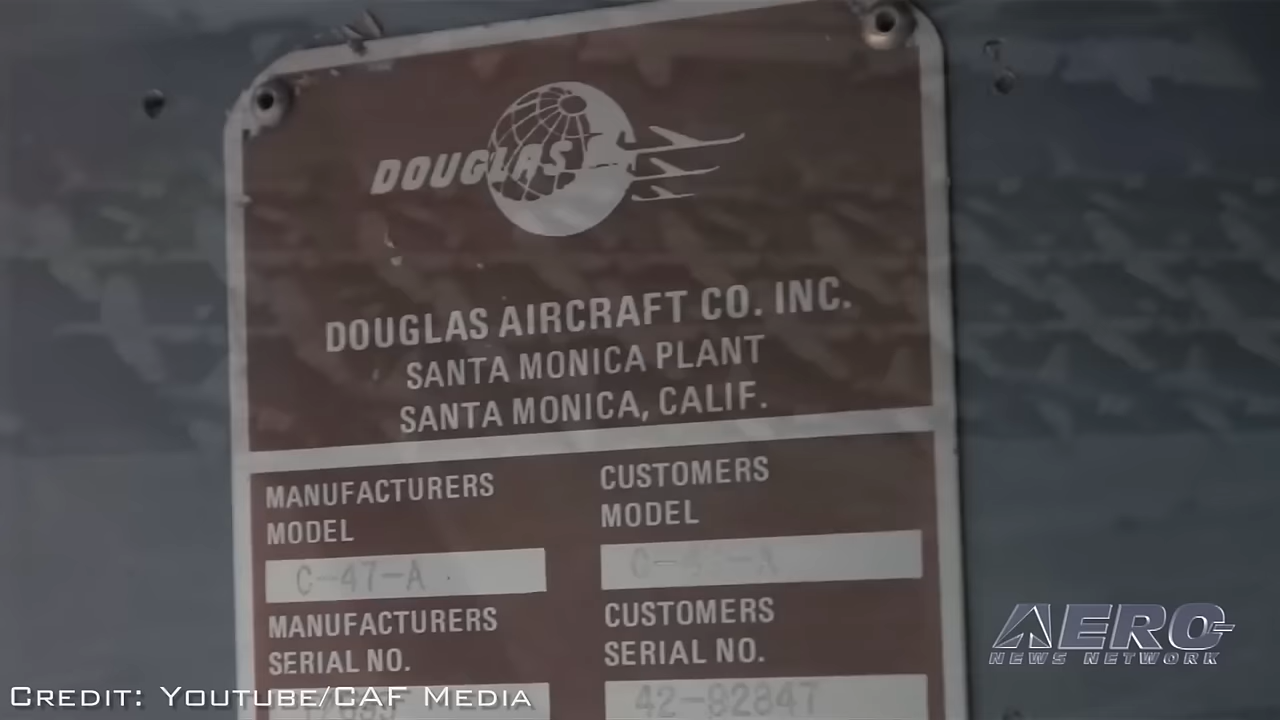 DOUGLAS
DOUGLAS AIRCRAFT CO. INC.
SANTA MONICA PLANT
SANTA MONICA, CALIF.
MANUFACTURERS
MODEL
C-47-A
CUSTOMERS
MODEL
MANUFACTURERS
SERIAL NO.
CUSTOMERS
SERIAL NO.
42-92847
CREDIT: YOUTUBE/CAF MEDIA
AERO
NEWS NETWORK